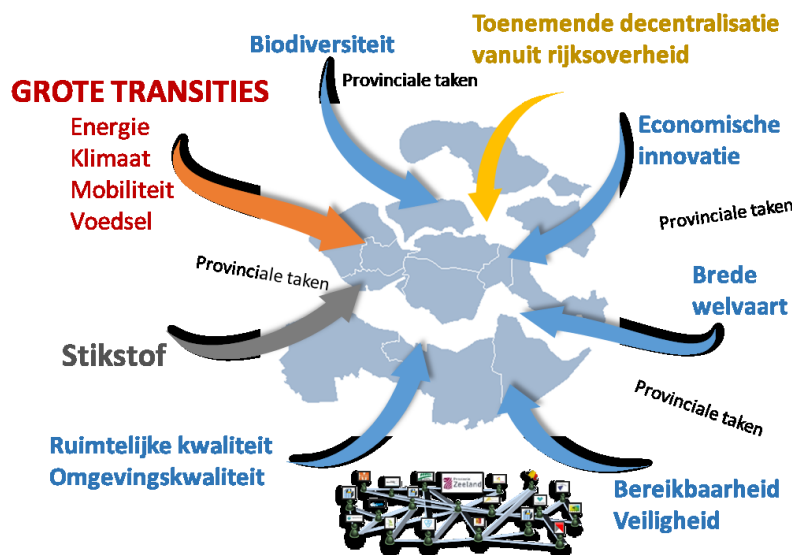 Toenemende decentralisatie
vanuit rijksoverheid
Biodiversiteit
Provinciale taken
GROTE TRANSITIES
Energie
Klimaat
Mobiliteit
Voedsel
Economische
innovatie
Provinciale taken
Provinciale taken
Brede
welvaart
Stikstof
Provinciale taken
Ruimtelijke kwaliteit
Omgevingskwaliteit
Zeeland
Bereikbaarheid
Veiligheid